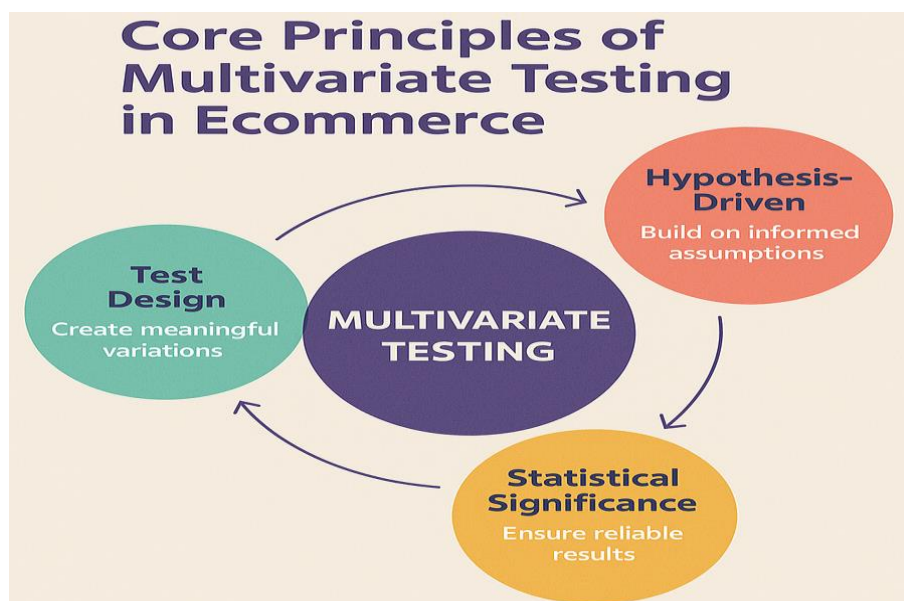 Core Principles of
Multivariate Testing
in Ecommerce
Hypothesis-
Driven
Build on informed
assumptions
Test
Design
Create meaningful
variations
MULTIVARIATE
TESTING
Statistical
Significance
Ensure reliable
results